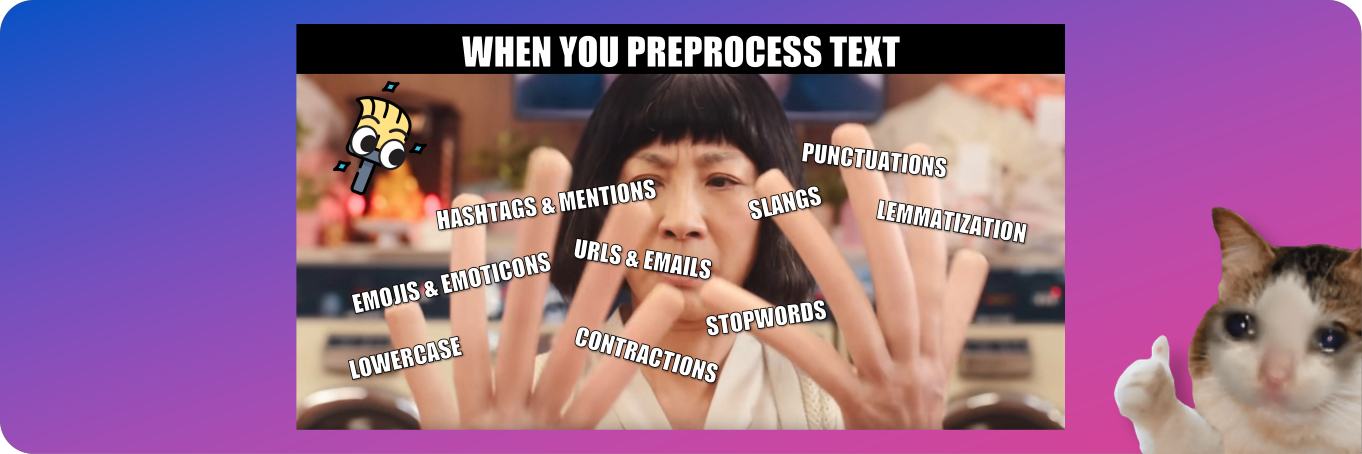 WHEN YOU PREPROCESS TEXT
PUNCTUATIONS
HASHTAGS & MENTIONS
SLANGS
LEMMATIZATION
URLS & EMAILS
EMOJIS & EMOTICONS
STOPWORDS
CONTRACTIONS
LOWERCASE